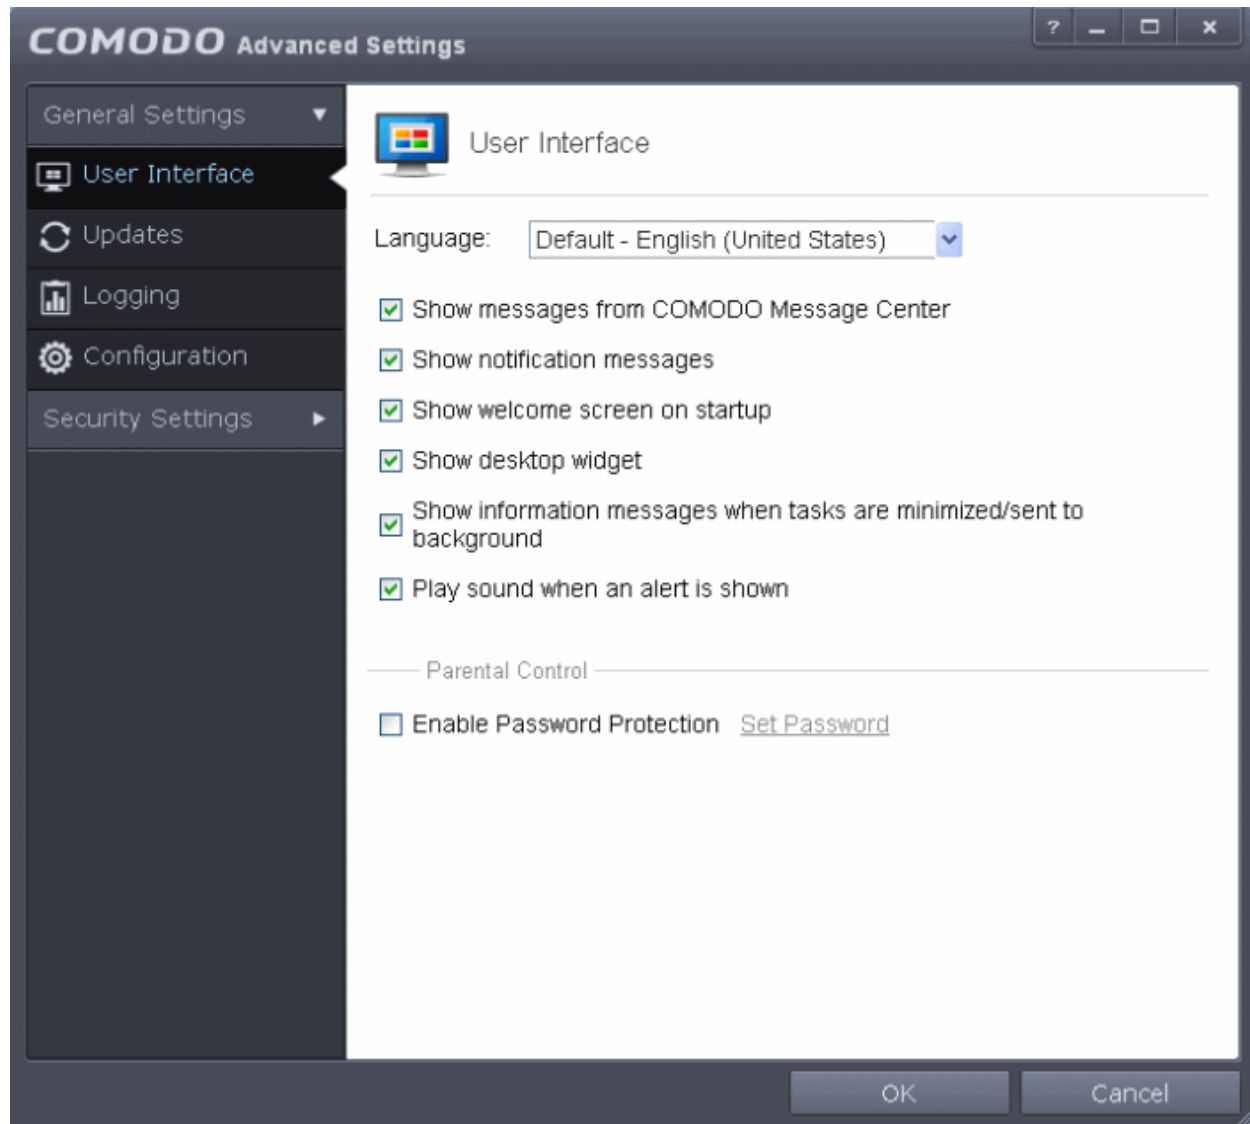 COMODO Advanced Settings
?
General Settings
User Interface
Updates
Logging
Configuration
Security Settings
User Interface
Language: Default - English (United States)
Show messages from COMODO Message Center
Show notification messages
Show welcome screen on startup
Show desktop widget
Show information messages when tasks are minimized/sent to
background
Play sound when an alert is shown
Parental Control
Enable Password Protection Set Password
OK Cancel